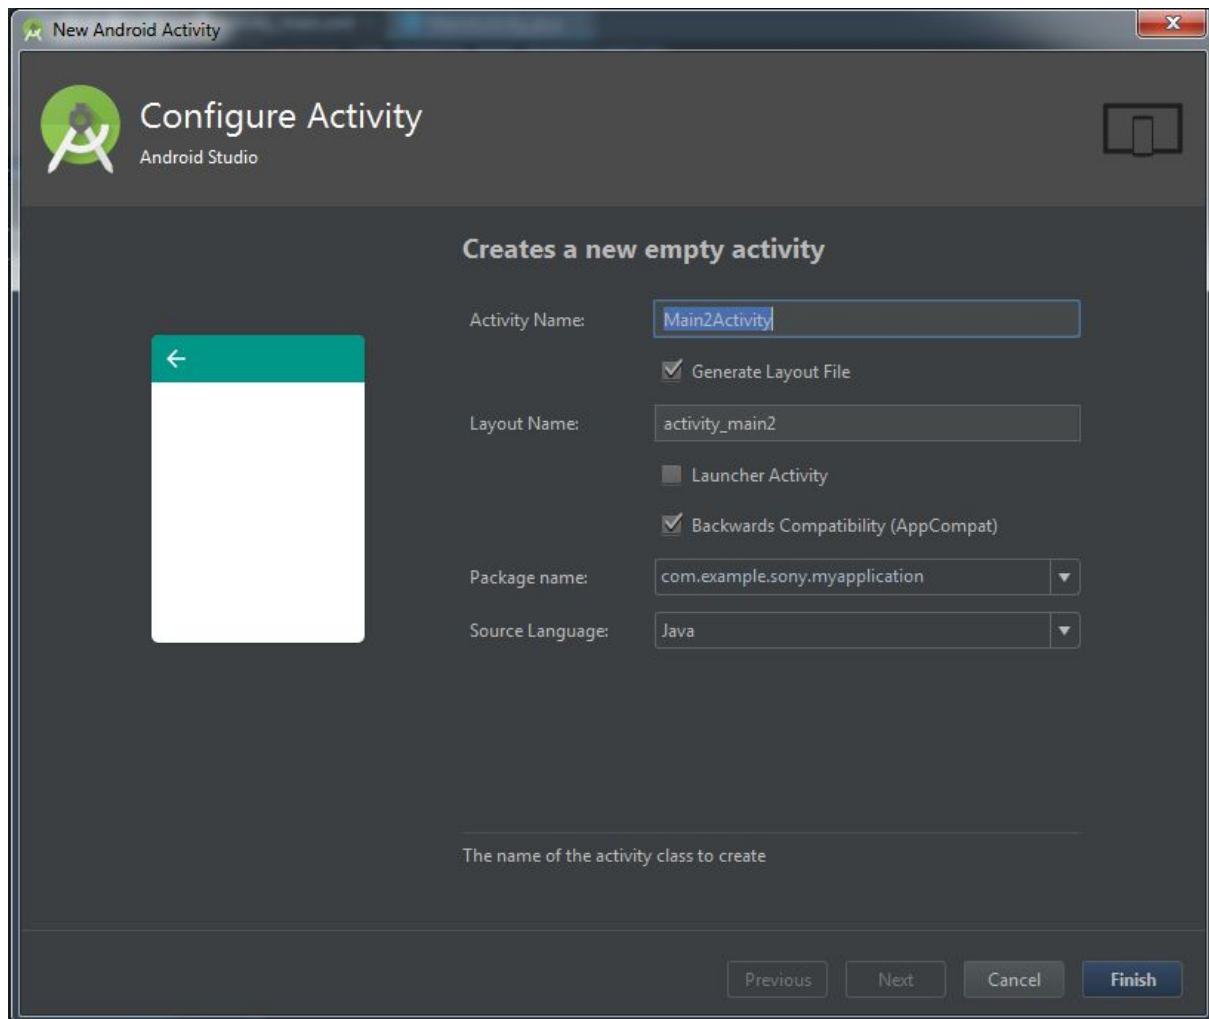 New Android Activity
Configure Activity
Android Studio
Creates a new empty activity
Activity Name: Main2Activity
Generate Layout File
Layout Name: activity_main2
Launcher Activity
Backwards Compatibility (AppCompat)
Package name: com.example.sony.myapplication
Source Language: Java
The name of the activity class to create
Previous Next Cancel Finish